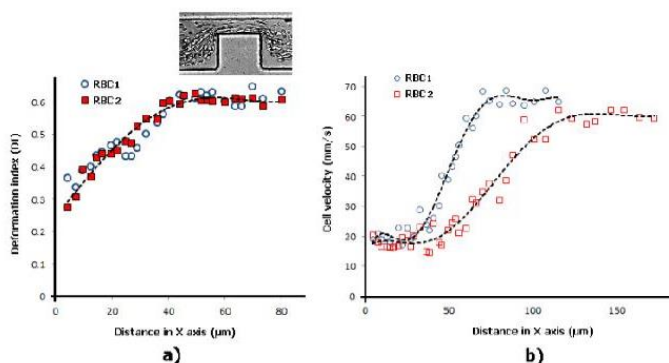 RBC1
RBC2
Deformation index (DI)
0.6
0.5
0.4
0.3
0.2
0.1
0
0
20
40
60
80
Distance in X axis (µm)
a)
RBC1
RBC2
Cell velocity (mm/s)
70
60
50
40
30
20
10
0
0
50
100
150
Distance in X axis (µm)
b)